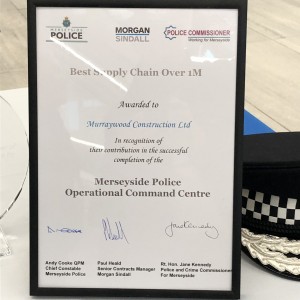 MERSEYSIDE
POLICE
MORGAN
SINDALL
POLICE COMMISSIONER
Working for Merseyside
Best Supply Chain Over 1M
Awarded to
Murraywood Construction Ltd
In recognition of
their contribution in the successful
completion of the
Merseyside Police
Operational Command Centre
Andy Cooke QPM
Chief Constable
Merseyside Police
Paul Heald
Senior Contracts Manager
Morgan Sindall
Rt. Hon. Jane Kennedy
Police and Crime Commissioner
For Merseyside